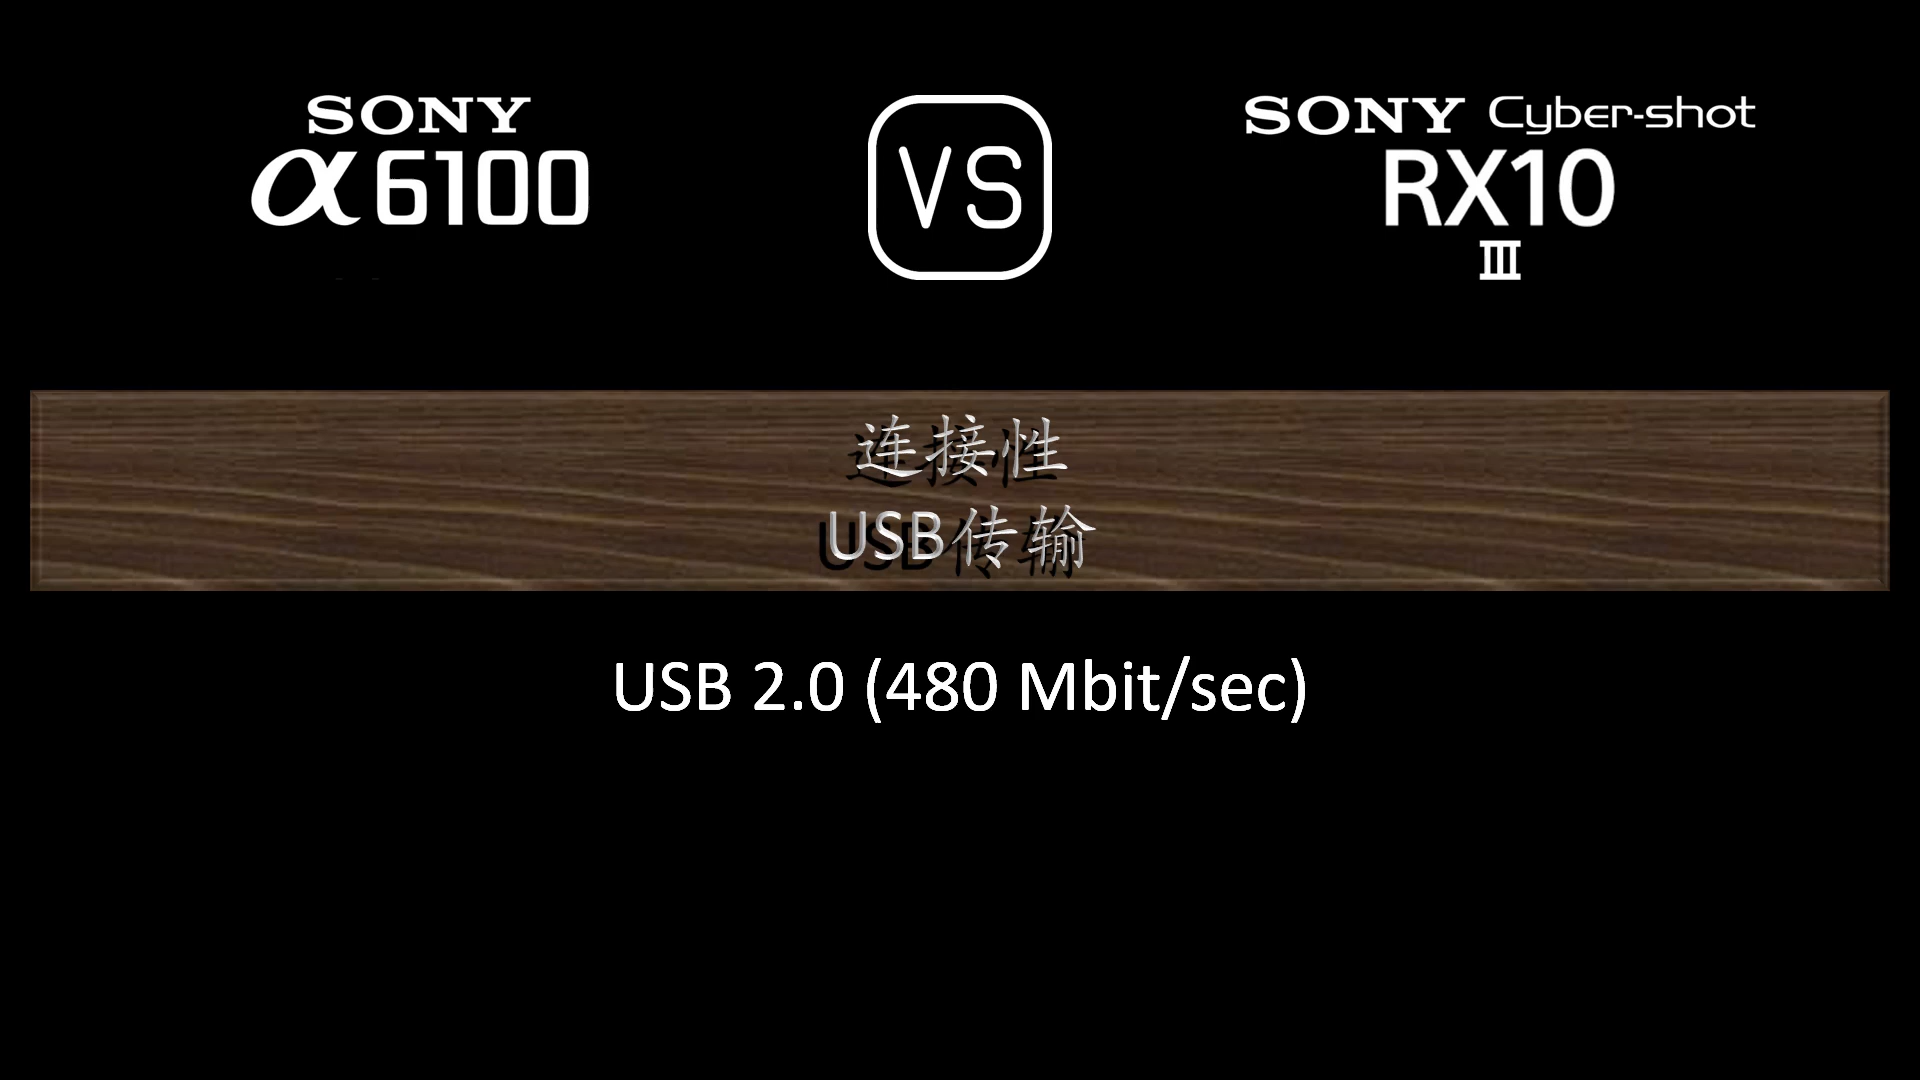 SONY
α6100
VS
SONY Cyber-shot
RX10
III
连接性
USB传输
USB 2.0 (480 Mbit/sec)